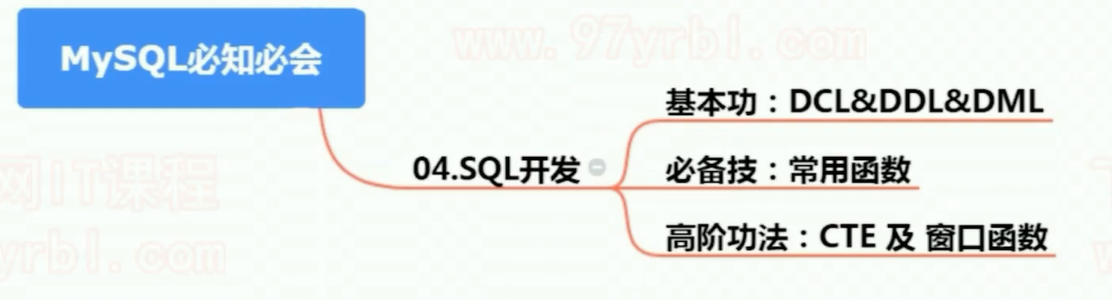 MySQL必知必会
www.97yrbl.com
基本功：DCL&DDL&DML
04.SQL开发
必备技：常用函数
高阶功法：CTE 及 窗口函数
网IT课程
yrbl.com